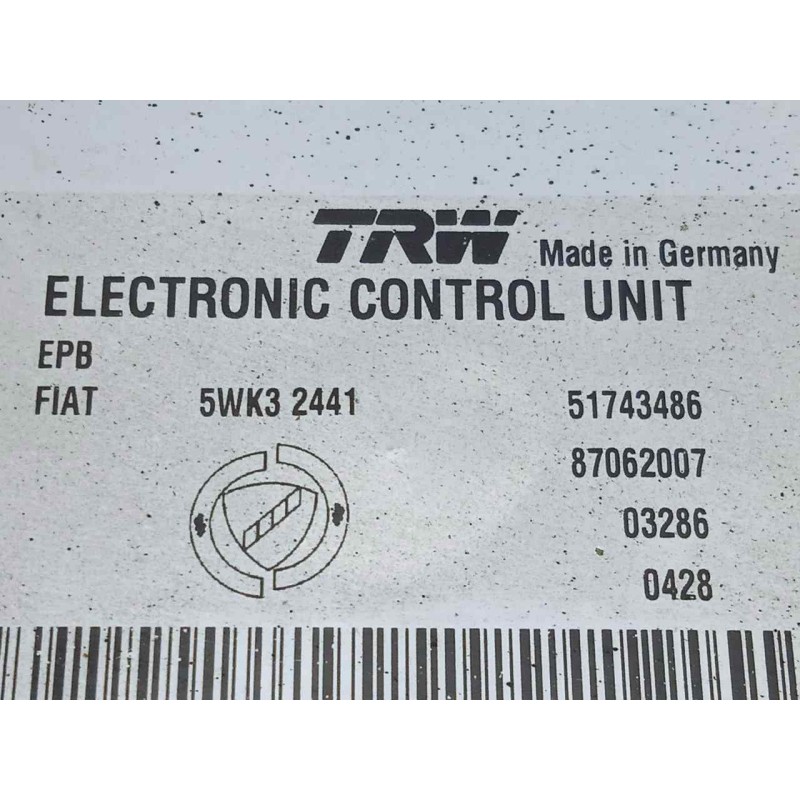 TRW Made in Germany
ELECTRONIC CONTROL UNIT
EPB
FIAT 5WK3 2441 51743486
87062007
03286
0428